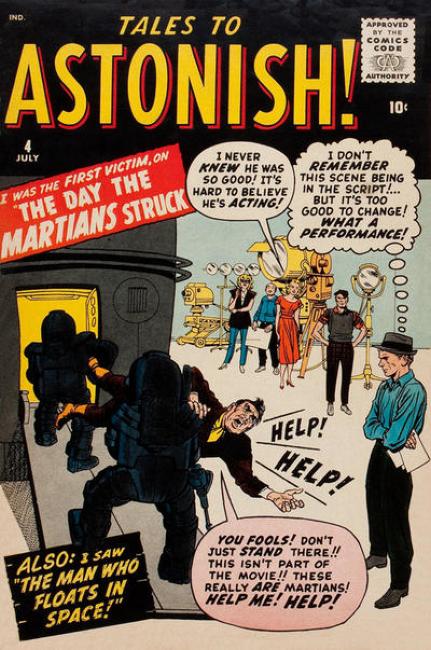 IND.
TALES TO
ASTONISH!
APPROVED
BY THE
COMICS
CODE
AUTHORITY
10¢
4
JULY
I WAS THE FIRST VICTIM, ON
"THE DAY THE
MARTIANS STRUCK
I NEVER
KNEW HE WAS
SO GOOD! IT'S
HARD TO BELIEVE
HE'S ACTING!
I DON'T
REMEMBER
THIS SCENE BEING
IN THE SCRIPT!...
BUT IT'S TOO
GOOD TO CHANGE!
WHAT A
PERFORMANCE!
HELP!
HELP!
YOU FOOLS! DON'T
JUST STAND THERE!!
THIS ISN'T PART OF
THE MOVIE!! THESE
REALLY ARE MARTIANS!
HELP ME! HELP!
ALSO: I SAW
"THE MAN WHO
FLOATS IN
SPACE!"